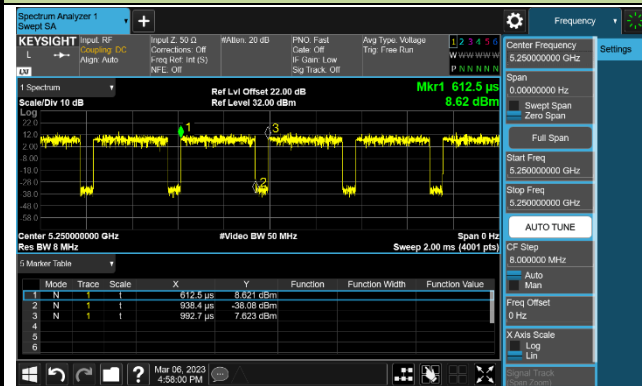 Spectrum Analyzer 1
Swept SA
Frequency
KEYSIGHT
L
LXI
Input: RF
Coupling: DC
Align: Auto
Input Z: 50 Ω
Corrections: Off
Freq Ref: Int (S)
NFE: Off
#Atten: 20 dB
PNO: Fast
Gate: Off
IF Gain: Low
Sig Track: Off
Avg Type: Voltage
Trig: Free Run
1 2 3 4 5 6
W W W W W W
P N N N N N
1 Spectrum
Scale/Div 10 dB
Log
Ref Lvl Offset 22.00 dB
Ref Level 32.00 dBm
Mkr1 612.5 µs
8.62 dBm
22.0
12.0
2.00
-8.00
-18.0
-28.0
-38.0
-48.0
-58.0
1
2
3
Center 5.250000000 GHz
Res BW 8 MHz
#Video BW 50 MHz
Span 0 Hz
Sweep 2.00 ms (4001 pts)
5 Marker Table
Mode Trace Scale X Y Function Function Width Function Value
1 N 1 t 612.5 µs 8.621 dBm
2 N 1 t 938.4 µs -38.08 dBm
3 N 1 t 992.7 µs 7.623 dBm
4
5
6
Mar 06, 2023
4:58:00 PM
Center Frequency
5.250000000 GHz
Settings
Span
0.00000000 Hz
Swept Span
Zero Span
Full Span
Start Freq
5.250000000 GHz
Stop Freq
5.250000000 GHz
AUTO TUNE
CF Step
8.000000 MHz
Auto
Man
Freq Offset
0 Hz
X Axis Scale
Log
Lin
Signal Track
(Span Zoom)